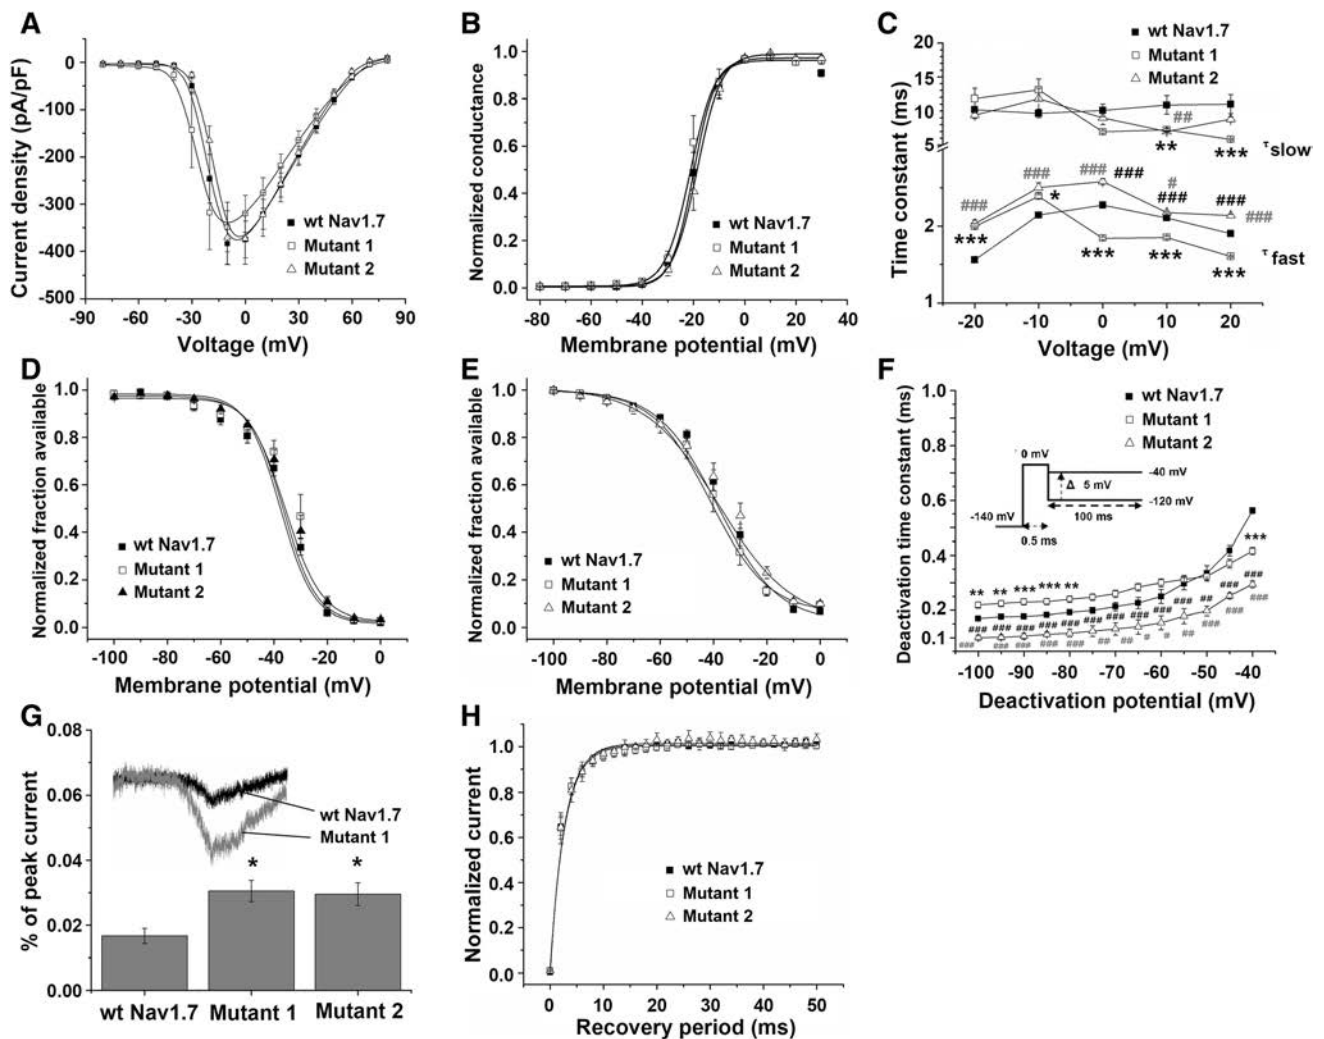 A
0
-100
-200
-300
-400
-500
-90
-60
-30
0
30
60
90
Current density (pA/pF)
Voltage (mV)
wt Nav1.7
Mutant 1
Mutant 2
B
1.0
0.8
0.6
0.4
0.2
0.0
-80
-60
-40
-20
0
20
40
Normalized conductance
Membrane potential (mV)
wt Nav1.7
Mutant 1
Mutant 2
C
wt Nav1.7
Mutant 1
Mutant 2
20
15
10
5
2
1
-20
-10
0
10
20
30
Time constant (ms)
Voltage (mV)
##
** ***
τslow
### ### ### ### # ### ### ###
*** * *** *** ***
τfast
D
1.0
0.8
0.6
0.4
0.2
0.0
-100
-80
-60
-40
-20
0
Normalized fraction available
Membrane potential (mV)
wt Nav1.7
Mutant 1
Mutant 2
E
1.0
0.8
0.6
0.4
0.2
0.0
-100
-80
-60
-40
-20
0
Normalized fraction available
Membrane potential (mV)
wt Nav1.7
Mutant 1
Mutant 2
F
wt Nav1.7
Mutant 1
Mutant 2
1.0
0.8
0.6
0.4
0.2
0.1
-100
-90
-80
-70
-60
-50
-40
Deactivation time constant (ms)
Deactivation potential (mV)
0 mV
-40 mV
Δ 5 mV
-120 mV
-140 mV
100 ms
0.5 ms
** ** *** *** ** ***
### ### ### ### ### ### ### ### ### ### ## ### ###
### ### ### ### ### ## ## # # ## ### ### ###
G
0.08
0.06
0.04
0.02
0.00
% of peak current
wt Nav1.7
Mutant 1
* *
wt Nav1.7
Mutant 1
Mutant 2
H
1.0
0.8
0.6
0.4
0.2
0.0
0
10
20
30
40
50
Normalized current
Recovery period (ms)
wt Nav1.7
Mutant 1
Mutant 2